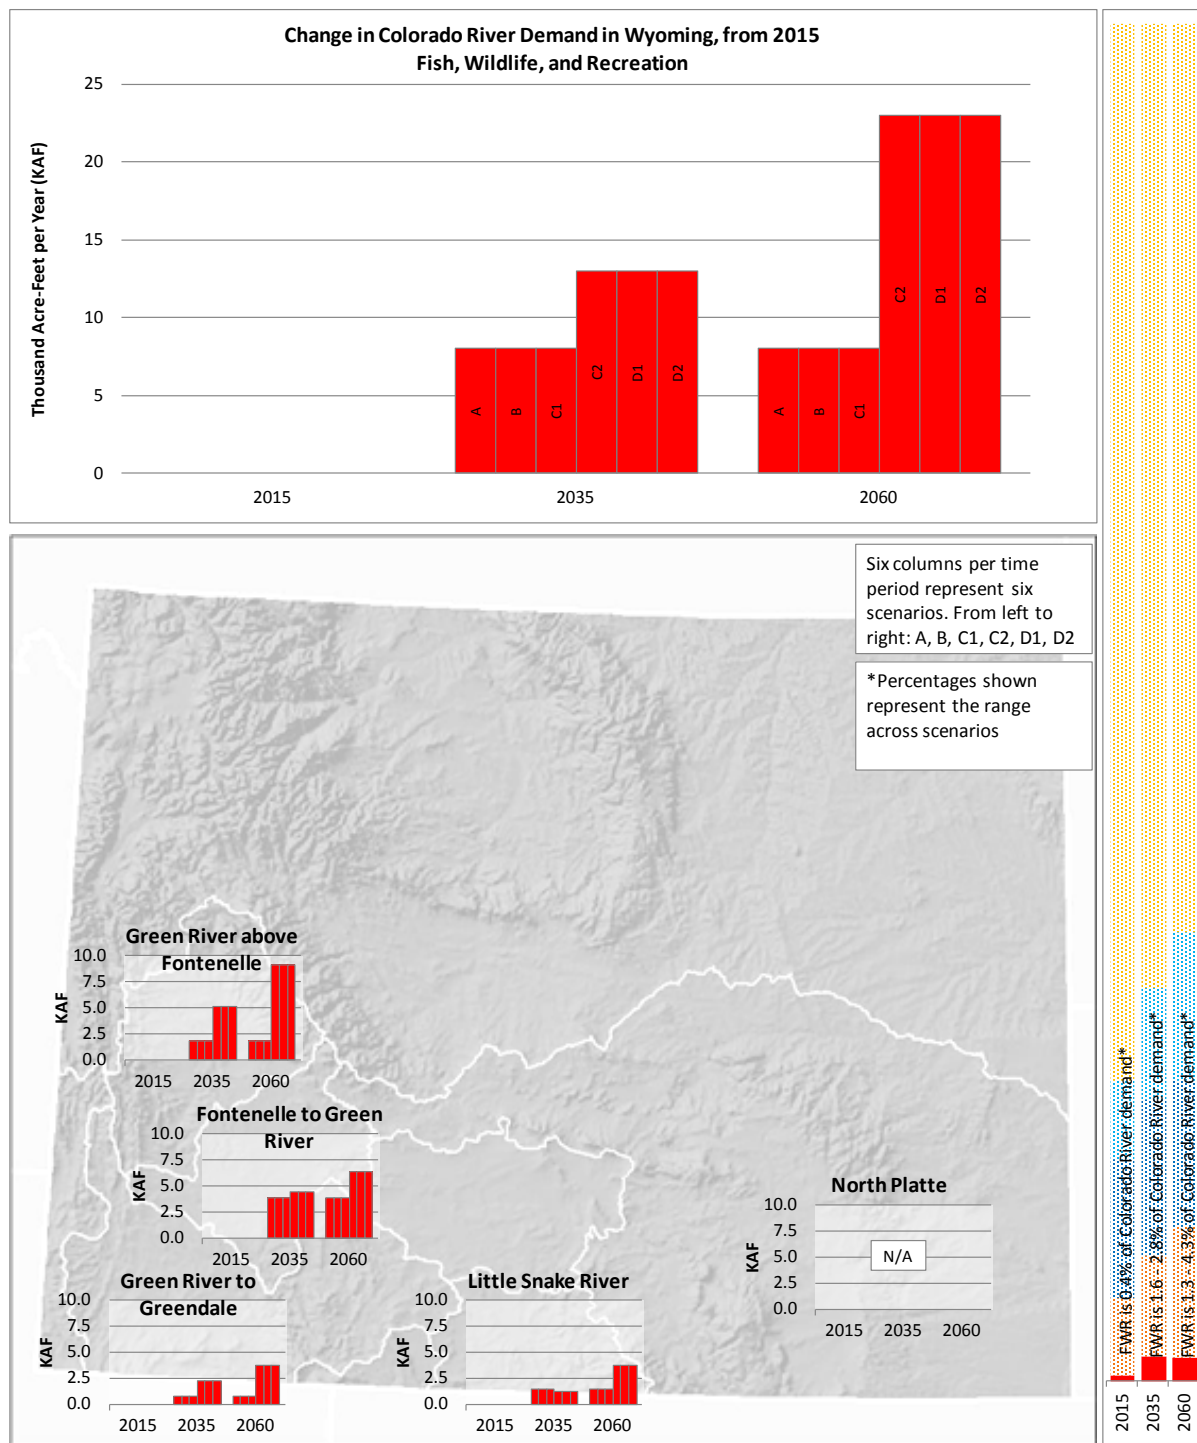 Change in Colorado River Demand in Wyoming, from 2015
Fish, Wildlife, and Recreation
Thousand Acre-Feet per Year (KAF)
25
20
15
10
5
0
A
B
C1
C2
D1
D2
A
B
C1
C2
D1
D2
2015
2035
2060
Six columns per time
period represent six
scenarios. From left to
right: A, B, C1, C2, D1, D2
*Percentages shown
represent the range
across scenarios
Green River above
Fontenelle
KAF
10.0
7.5
5.0
2.5
0.0
2015
2035
2060
Fontenelle to Green
River
KAF
10.0
7.5
5.0
2.5
0.0
2015
2035
2060
North Platte
KAF
10.0
7.5
5.0
2.5
0.0
N/A
2015
2035
2060
Green River to
Greendale
KAF
10.0
7.5
5.0
2.5
0.0
2015
2035
2060
Little Snake River
KAF
10.0
7.5
5.0
2.5
0.0
2015
2035
2060
FWR is 0.4% of Colorado River demand*
FWR is 1.6 - 2.8% of Colorado River demand*
FWR is 1.3 - 4.3% of Colorado River demand*
2015
2035
2060